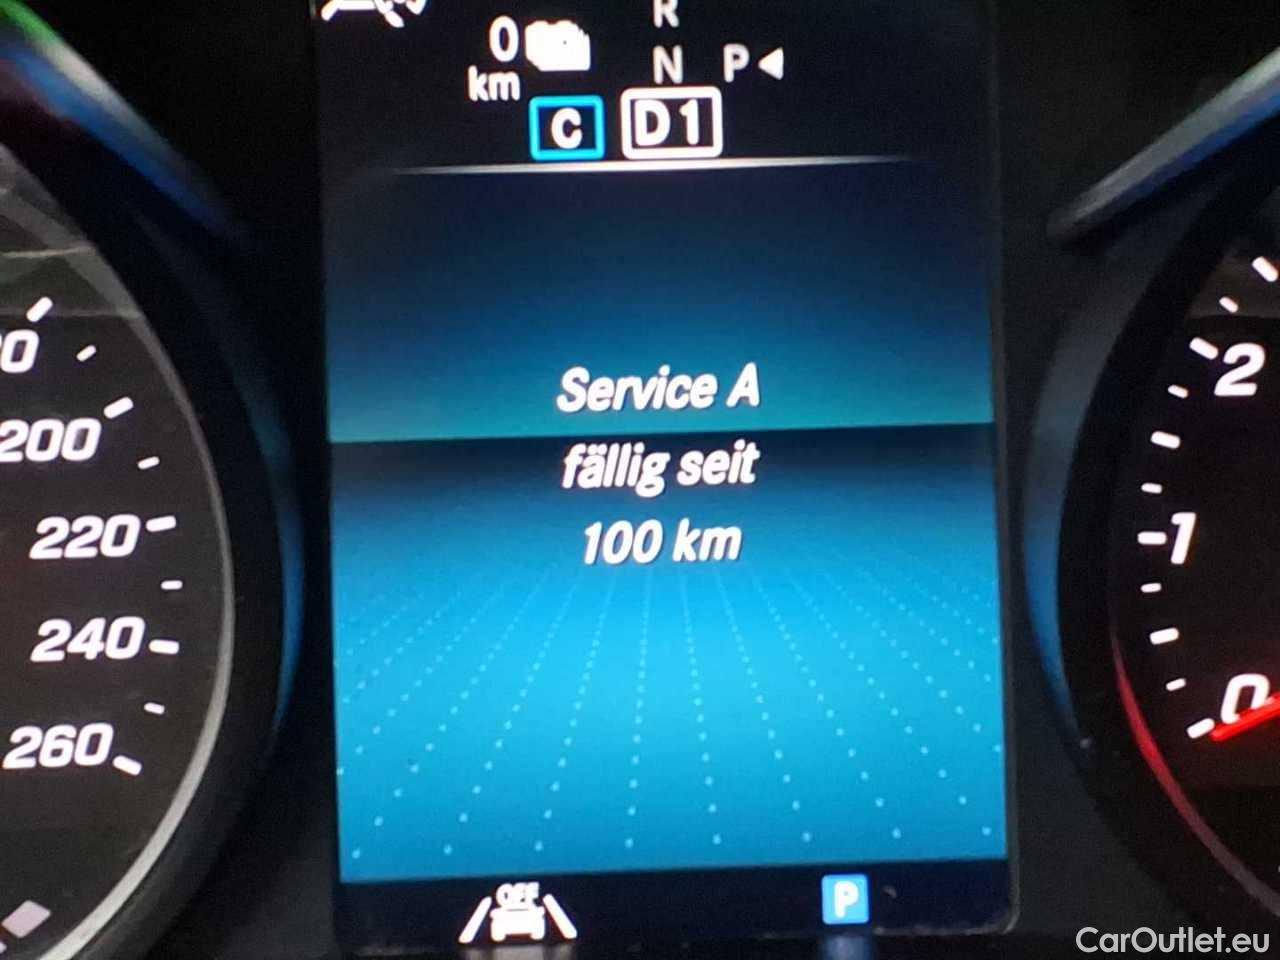 R
0
km
N P
C D1
Service A
fällig seit
100 km
200
220
240
260
2
1
0
OFF
P
CarOutlet.eu